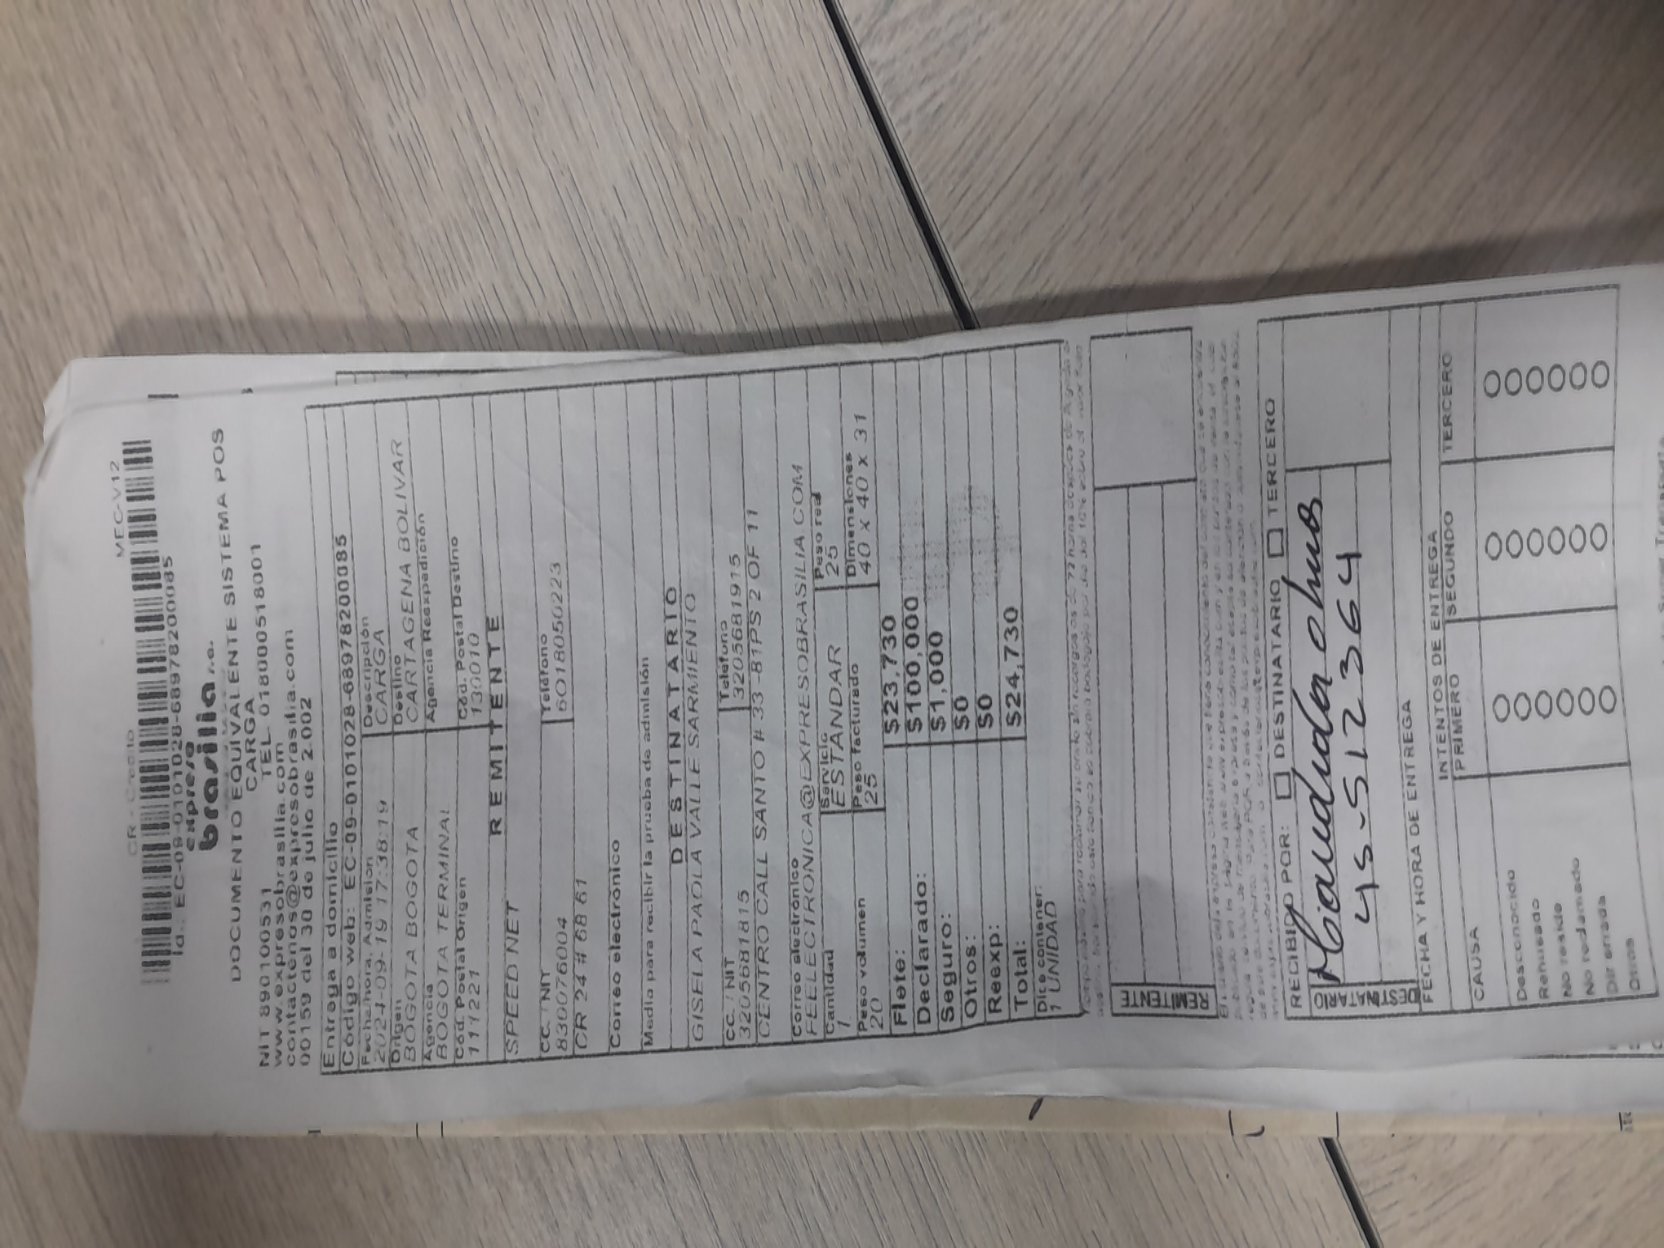 CR - Credito MEC-V12
Id.: EC-09-0101028-68978200085
expreso
brasilia s.a.
DOCUMENTO EQUIVALENTE SISTEMA POS
CARGA
NIT 890100531 TEL. 018000518001
www.expresobrasilia.com
contactenos@expresobrasilia.com
00159 del 30 de julio de 2.002
Entrega a domicilio
Código web: EC-09-0101028-6897820085
Fecha/hora. Admision Descripción
2024-09-19 17:38:19 CARGA
Origen Destino
BOGOTA BOGOTA CARTAGENA BOLIVAR
Agencia Agencia Reexpedición
BOGOTA TERMINAL
Cód. Postal Origen Cód. Postal Destino
111221 130010
REMITENTE
SPEED NET
CC. / NIT Teléfono
830076004 6018050223
CR 24 # 68 61
Correo electrónico
Medio para recibir la prueba de admisión
DESTINATARIO
GISELA PAOLA VALLE SARMIENTO
CC. / NIT Teléfono
3205681815 3205681915
CENTRO CALL SANTO # 33 -81PS 2 OF 11
Correo electrónico
FEELECTRONICA@EXPRESOBRASILIA.COM
Cantidad Servicio Peso real
1 ESTANDAR 25
Peso volumen Peso facturado Dimensiones
20 25 40 x 40 x 31
Flete: $23,730
Declarado: $100,000
Seguro: $1,000
Otros: $0
Reexp: $0
Total: $24,730
Dice contener:
1 UNIDAD
REMITENTE
RECIBIDO POR: DESTINATARIO TERCERO
45-512364
DESTINATARIO
FECHA Y HORA DE ENTREGA
INTENTOS DE ENTREGA
CAUSA PRIMERO SEGUNDO TERCERO
Desconocido
Rehusado
No reside
No reclamado
Dir errada
Otros